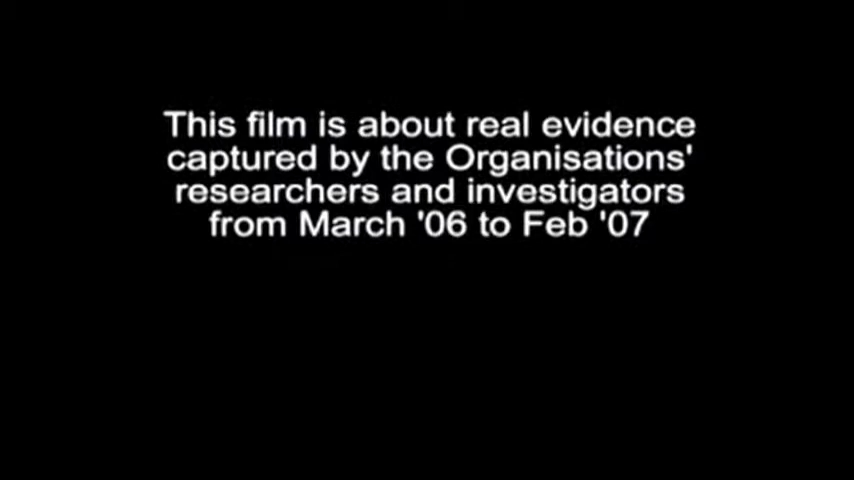 This film is about real evidence
captured by the Organisations'
researchers and investigators
from March '06 to Feb '07